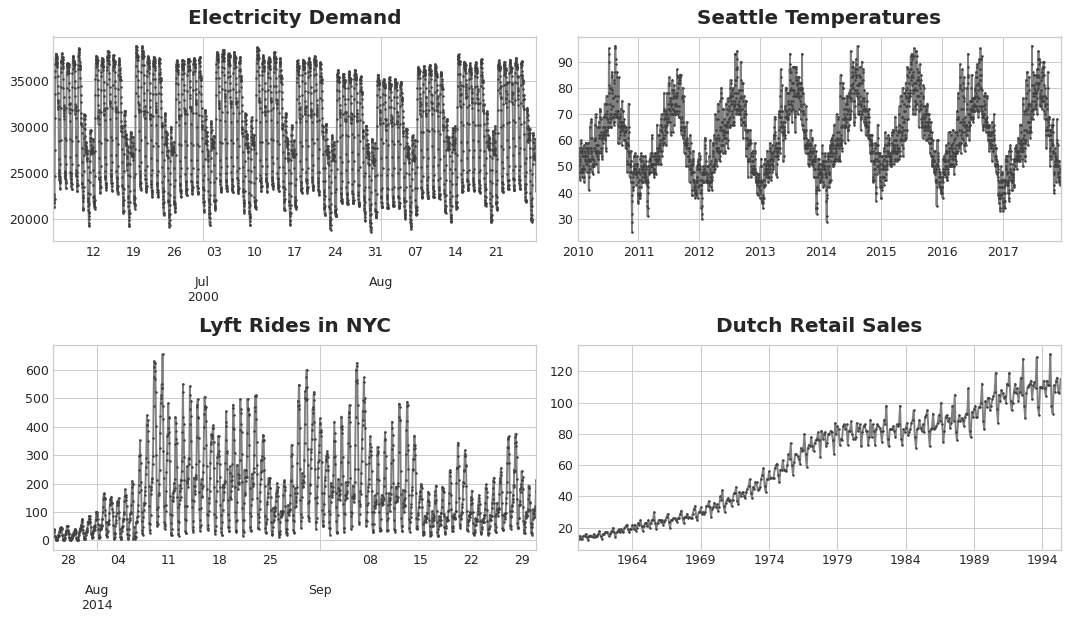 Electricity Demand
35000
30000
25000
20000
12 19 26 03 10 17 24 31 07 14 21
Jul Aug
2000
Seattle Temperatures
90
80
70
60
50
40
30
2010 2011 2012 2013 2014 2015 2016 2017
Lyft Rides in NYC
600
500
400
300
200
100
0
28 04 11 18 25 08 15 22 29
Aug Sep
2014
Dutch Retail Sales
120
100
80
60
40
20
1964 1969 1974 1979 1984 1989 1994